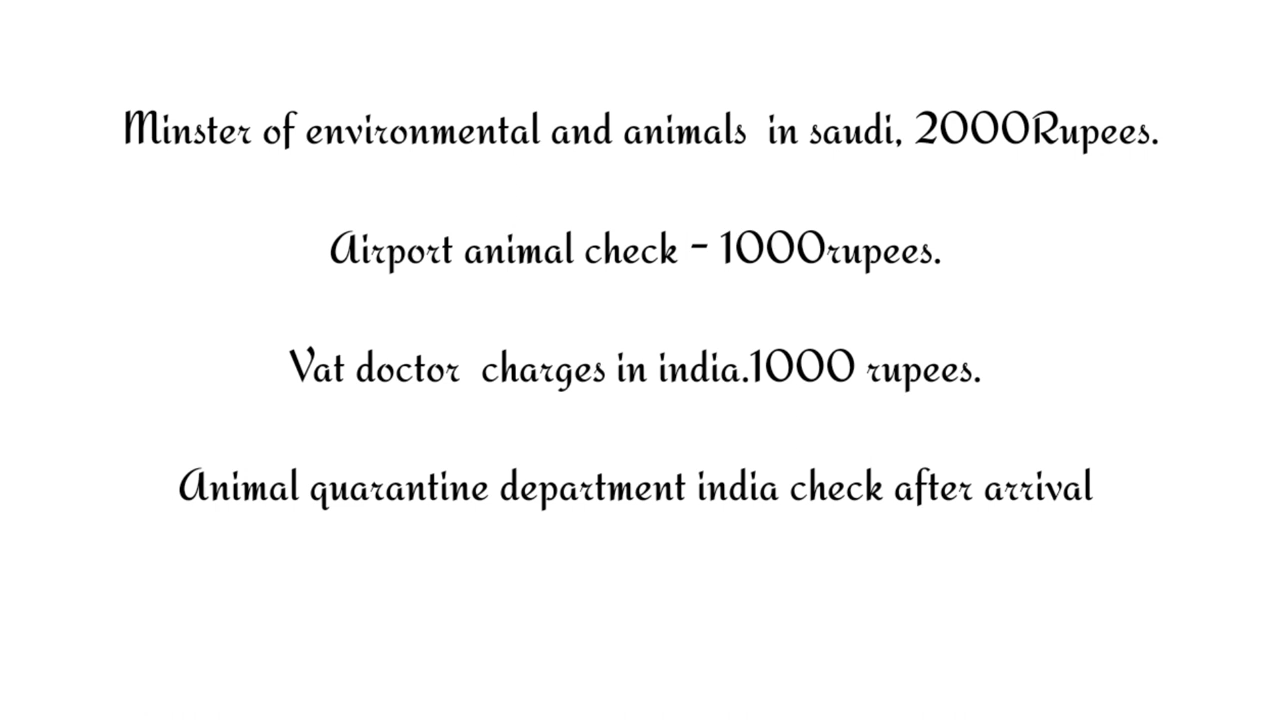 Minster of environmental and animals in saudi, 2000Rupees.
Airport animal check - 1000rupees.
Vat doctor charges in india.1000 rupees.
Animal quarantine department india check after arrival